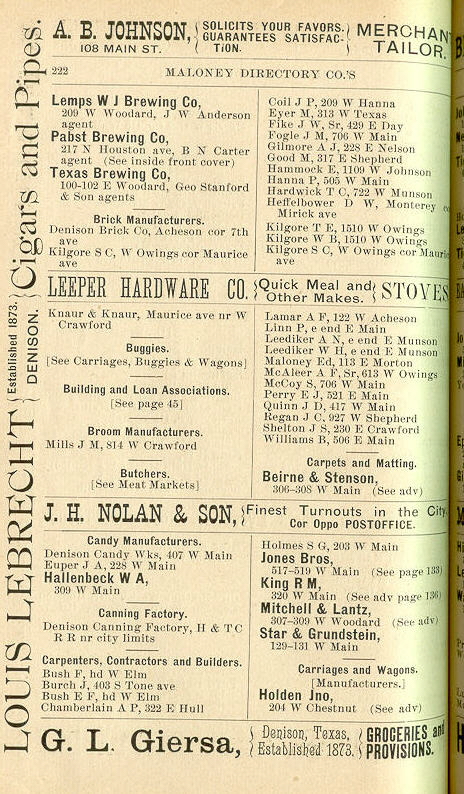 A. B. JOHNSON,
108 MAIN ST.
SOLICITS YOUR FAVORS.
GUARANTEES SATISFAC-
TION.
MERCHANT
TAILOR.
222
MALONEY DIRECTORY CO.'S
Lemps W J Brewing Co,
209 W Woodard, J W Anderson
agent
Pabst Brewing Co,
217 N Houston ave, B N Carter
agent (See inside front cover)
Texas Brewing Co,
100-102 E Woodard, Geo Stanford
& Son agents
Brick Manufacturers.
Denison Brick Co, Acheson cor 7th
ave
Kilgore S C, W Owings cor Maurice
ave
Coil J P, 209 W Hanna
Eyer M, 313 W Texas
Fike J W, Sr, 429 E Day
Fogle J M, 706 W Main
Gilmore A J, 228 E Nelson
Good M, 317 E Shepherd
Hammock E, 1109 W Johnson
Hanna P, 505 W Main
Hardwick T C, 722 W Munson
Heffelbower D W, Monterey co
Mirick ave
Kilgore T E, 1510 W Owings
Kilgore W B, 1510 W Owings
Kilgore S C, W Owings cor Mauric
ave
LEEPER HARDWARE CO.
Quick Meal and
Other Makes.
STOVES
Knaur & Knaur, Maurice ave nr W
Crawford
Buggies.
[See Carriages, Buggies & Wagons]
Building and Loan Associations.
[See page 45]
Broom Manufacturers.
Mills J M, 814 W Crawford
Butchers.
[See Meat Markets]
Lamar A F, 122 W Acheson
Linn P, e end E Main
Leediker A N, e end E Munson
Leediker W H, e end E Munson
Maloney Ed, 113 E Morton
McAleer A F, Sr, 613 W Owings
McCoy S, 706 W Main
Perry E J, 521 E Main
Quinn J D, 417 W Main
Regan J C, 927 W Shepherd
Shelton J S, 230 E Crawford
Williams B, 506 E Main
Carpets and Matting.
Beirne & Stenson,
306-308 W Main (See adv)
J. H. NOLAN & SON,
Finest Turnouts in the City.
Cor Oppo POSTOFFICE.
Candy Manufacturers.
Denison Candy Wks, 407 W Main
Euper J A, 228 W Main
Hallenbeck W A,
309 W Main
Canning Factory.
Denison Canning Factory, H & T C
R R nr city limits
Carpenters, Contractors and Builders.
Bush F, hd W Elm
Burch J, 403 S Tone ave
Bush E F, hd W Elm
Chamberlain A P, 322 E Hull
Holmes S G, 203 W Main
Jones Bros,
517-519 W Main (See page 133)
King R M,
320 W Main (See adv page 136)
Mitchell & Lantz,
307-309 W Woodard (See adv)
Star & Grundstein,
129-131 W Main
Carriages and Wagons.
[Manufacturers.]
Holden Jno,
204 W Chestnut (See adv)
G. L. Giersa,
Denison, Texas,
Established 1873.
GROCERIES and
PROVISIONS.
LOUIS LEBRECHT
Established 1873.
DENISON.
Cigars and Pipes.